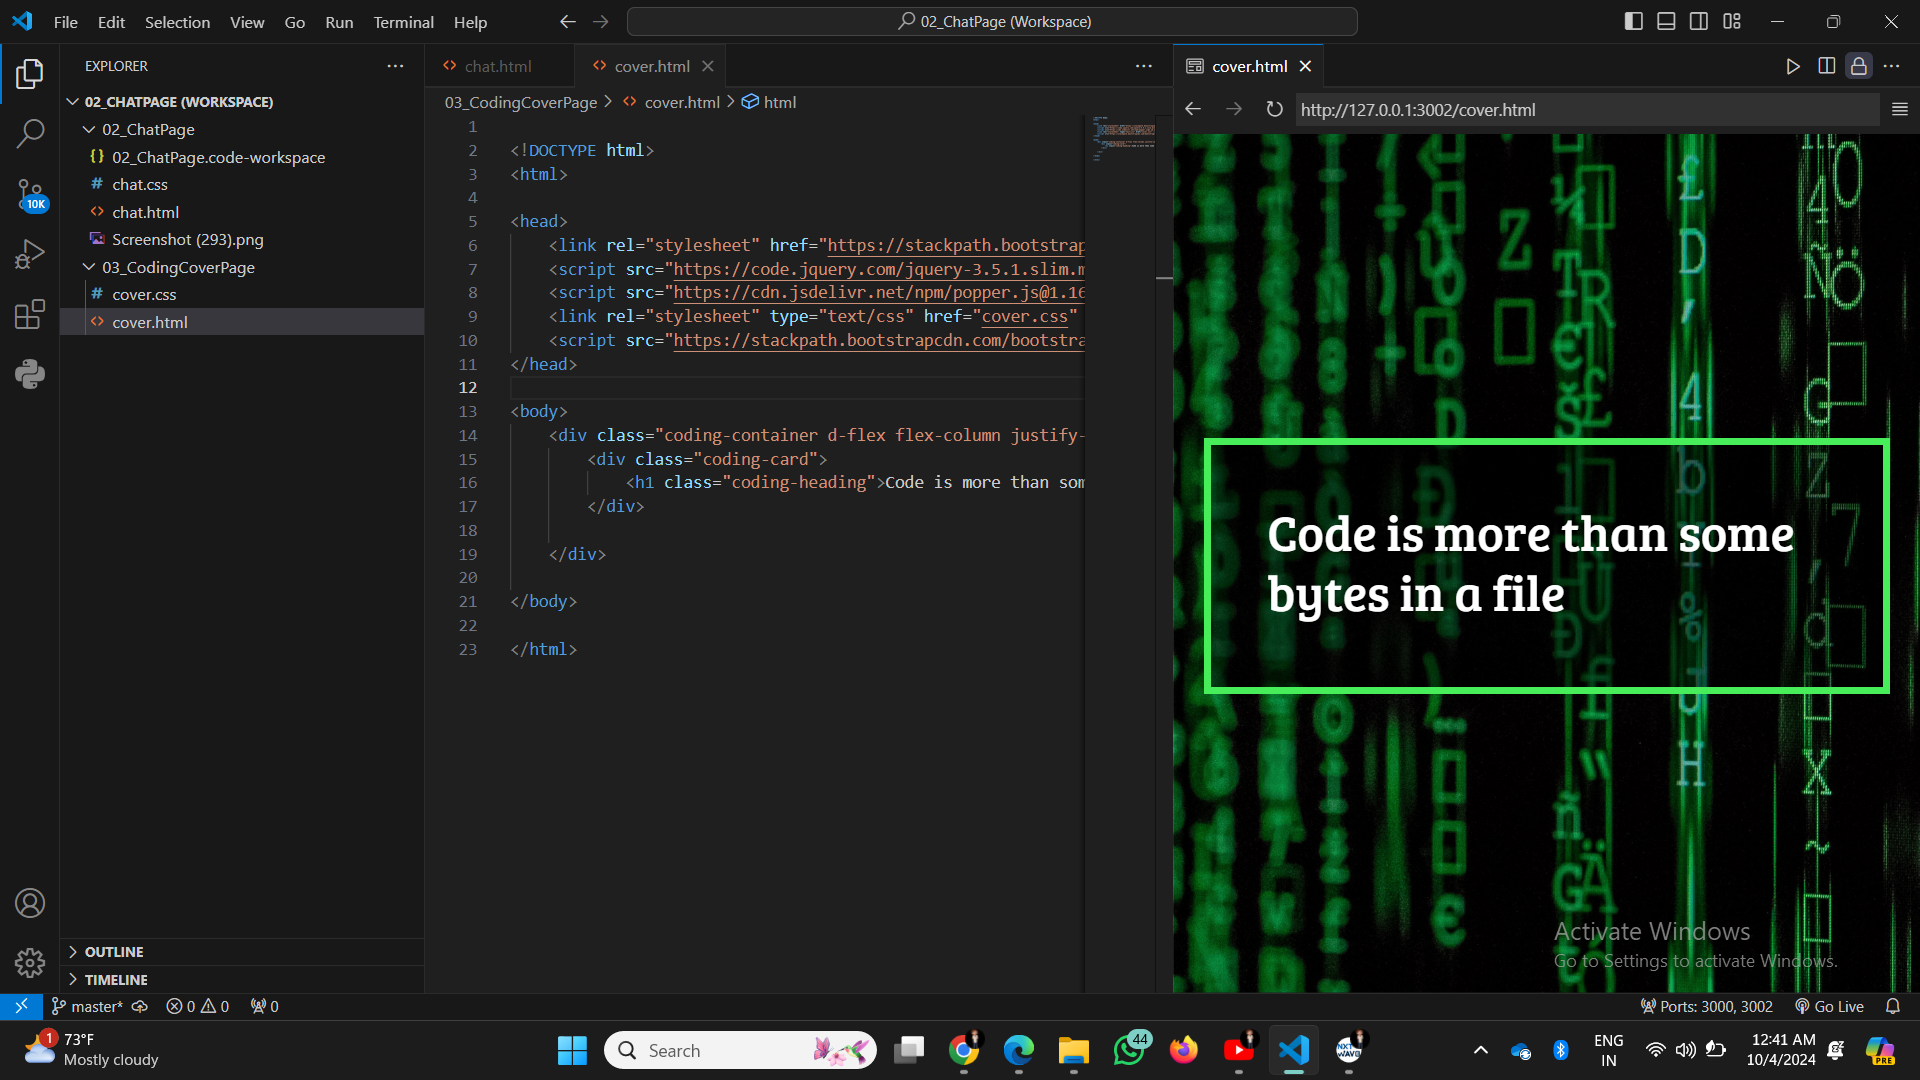 File Edit Selection View Go Run Terminal Help
02_ChatPage (Workspace)
EXPLORER
02_CHATPAGE (WORKSPACE)
02_ChatPage
{} 02_ChatPage.code-workspace
# chat.css
<> chat.html
Screenshot (293).png
03_CodingCoverPage
# cover.css
<> cover.html
10K
OUTLINE
TIMELINE
<> chat.html
<> cover.html
03_CodingCoverPage > <> cover.html > html
1
2 <!DOCTYPE html>
3 <html>
4
5 <head>
6 <link rel="stylesheet" href="https://stackpath.bootstrap
7 <script src="https://code.jquery.com/jquery-3.5.1.slim.m
8 <script src="https://cdn.jsdelivr.net/npm/popper.js@1.16
9 <link rel="stylesheet" type="text/css" href="cover.css"
10 <script src="https://stackpath.bootstrapcdn.com/bootstra
11 </head>
12
13 <body>
14 <div class="coding-container d-flex flex-column justify-
15 <div class="coding-card">
16 <h1 class="coding-heading">Code is more than som
17 </div>
18
19 </div>
20
21 </body>
22
23 </html>
cover.html
http://127.0.0.1:3002/cover.html
Code is more than some
bytes in a file
Activate Windows
Go to Settings to activate Windows.
master* 0 0 0
Ports: 3000, 3002 Go Live
1
73°F
Mostly cloudy
Search
44
NXT
WAVE
ENG
IN
12:41 AM
10/4/2024
PRE